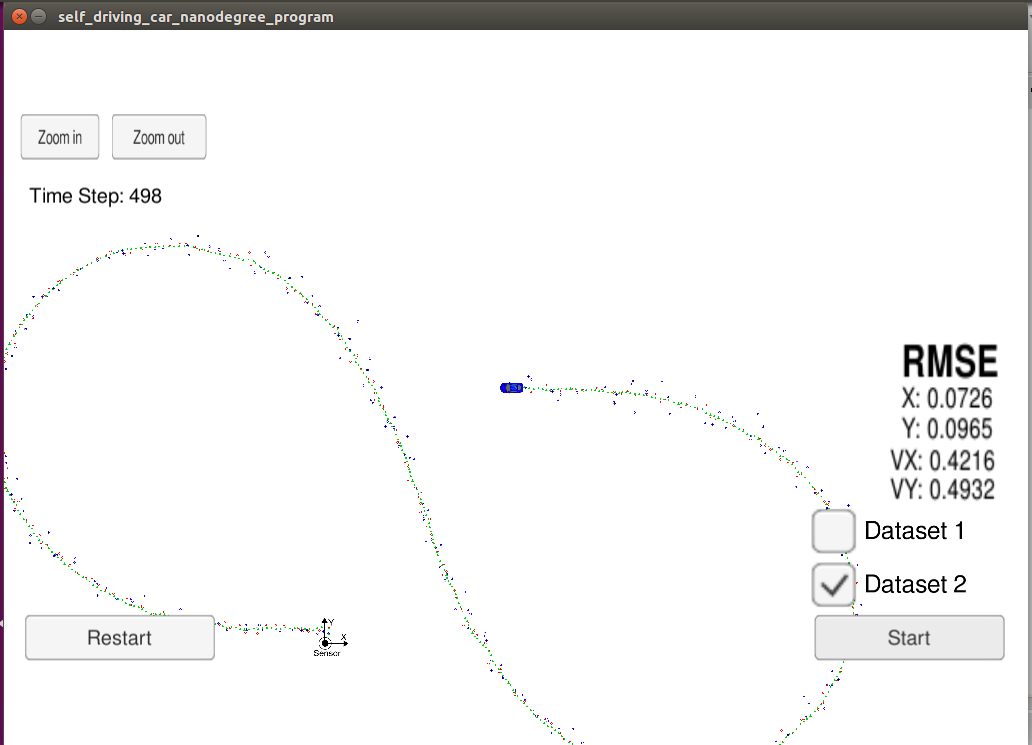 self_driving_car_nanodegree_program
Zoom in
Zoom out
Time Step: 498
RMSE
X: 0.0726
Y: 0.0965
VX: 0.4216
VY: 0.4932
Dataset 1
Dataset 2
Restart
Y
X
Sensor
Start